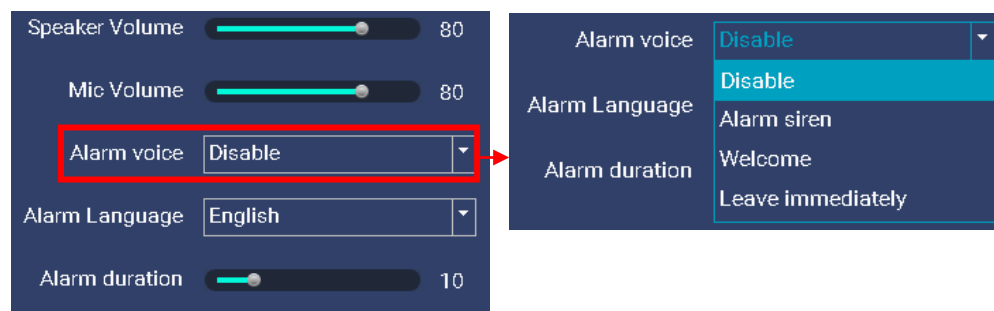 Speaker Volume 80
Mic Volume 80
Alarm voice Disable
Alarm Language English
Alarm duration 10
Alarm voice Disable
Disable
Alarm Language
Alarm siren
Welcome
Alarm duration
Leave immediately